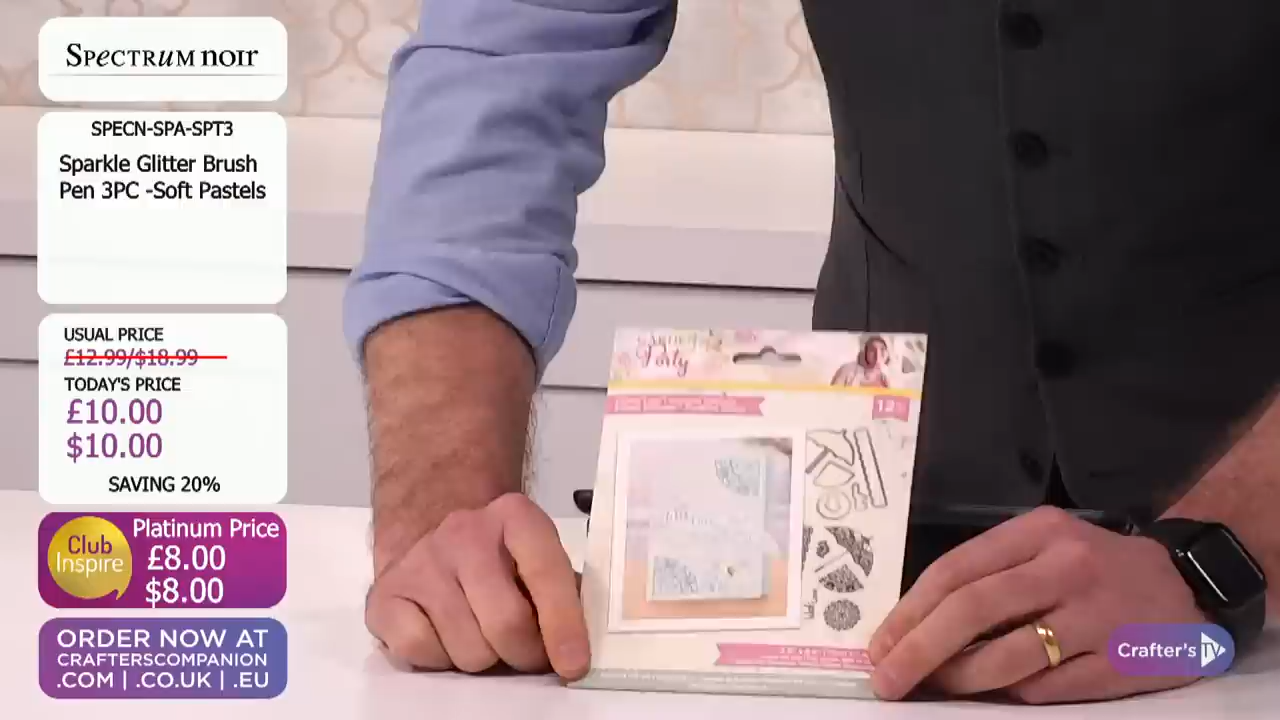 SPECTRUM NOIR
SPECN-SPA-SPT3
Sparkle Glitter Brush
Pen 3PC -Soft Pastels
USUAL PRICE
£12.99/$18.99
TODAY'S PRICE
£10.00
$10.00
SAVING 20%
Club
Inspire
Platinum Price
£8.00
$8.00
ORDER NOW AT
CRAFTERSCOMPANION
.COM | .CO.UK | .EU
Forty
12
Crafter's TV